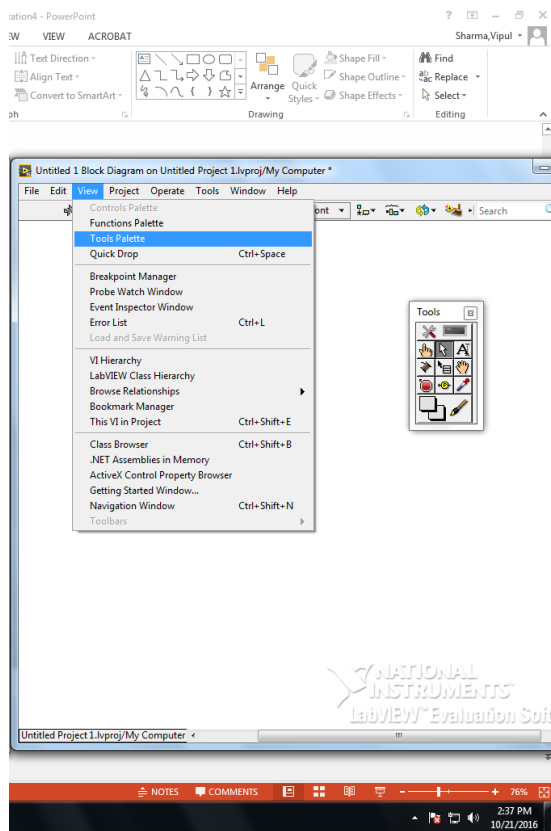 tation4 - PowerPoint
EW VIEW ACROBAT Sharma,Vipul
Text Direction Shape Fill Find
Align Text Shape Outline Replace
Convert to SmartArt Arrange Quick Styles Shape Effects Select
ph Drawing Editing
Untitled 1 Block Diagram on Untitled Project 1.lvproj/My Computer *
File Edit View Project Operate Tools Window Help
ont Search
Controls Palette
Functions Palette
Tools Palette
Quick Drop Ctrl+Space
Breakpoint Manager
Probe Watch Window
Event Inspector Window
Error List Ctrl+L
Load and Save Warning List
VI Hierarchy
LabVIEW Class Hierarchy
Browse Relationships
Bookmark Manager
This VI in Project Ctrl+Shift+E
Class Browser Ctrl+Shift+B
.NET Assemblies in Memory
ActiveX Control Property Browser
Getting Started Window...
Navigation Window Ctrl+Shift+N
Toolbars
Tools
NATIONAL
INSTRUMENTS
LabVIEW™ Evaluation Soft
Untitled Project 1.lvproj/My Computer
NOTES COMMENTS 76%
2:37 PM
10/21/2016